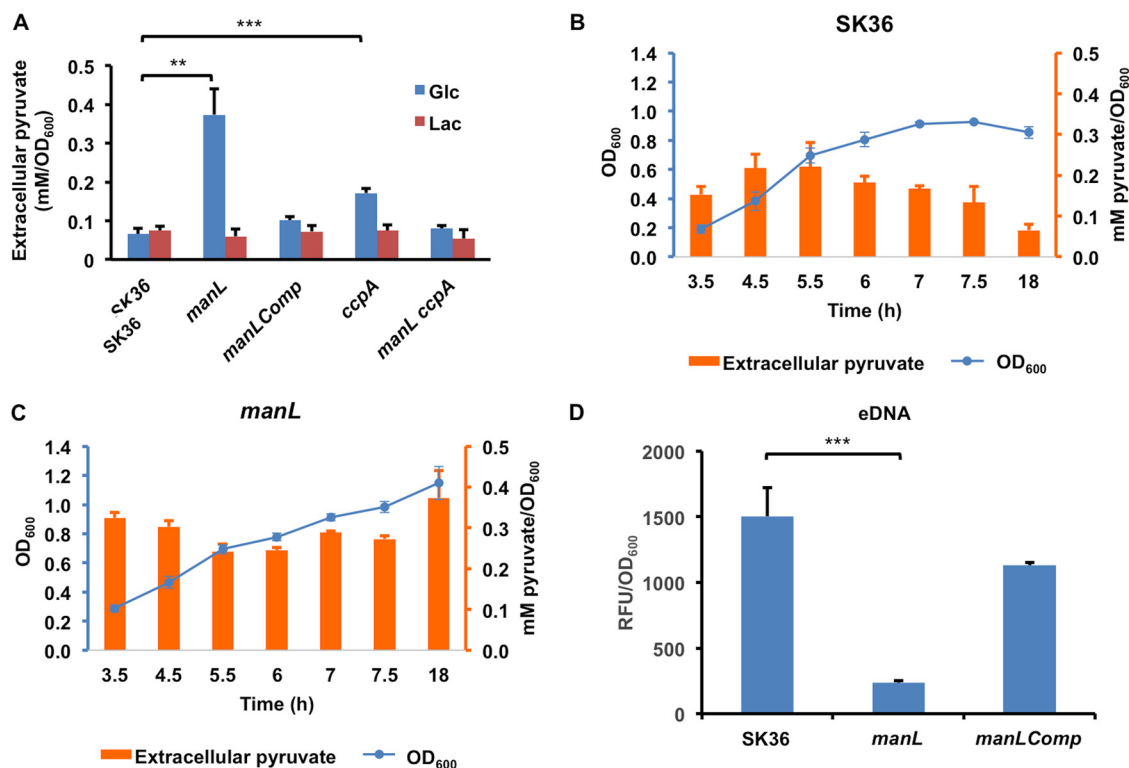 A
***
**
Extracellular pyruvate
(mM/OD600)
0.5
0.4
0.3
0.2
0.1
0
Glc
Lac
SK36
SK36
manL
manLComp
ccpA
manL ccpA
B
SK36
OD600
1.4
1.2
1.0
0.8
0.6
0.4
0.2
0.0
0.5
0.4
0.3
0.2
0.1
0.0
mM pyruvate/OD600
3.5 4.5 5.5 6 7 7.5 18
Time (h)
Extracellular pyruvate OD600
C
manL
OD600
1.4
1.2
1.0
0.8
0.6
0.4
0.2
0.0
0.5
0.4
0.3
0.2
0.1
0.0
mM pyruvate/OD600
3.5 4.5 5.5 6 7 7.5 18
Time (h)
Extracellular pyruvate OD600
D
eDNA
***
RFU/OD600
2000
1500
1000
500
0
SK36 manL manLComp